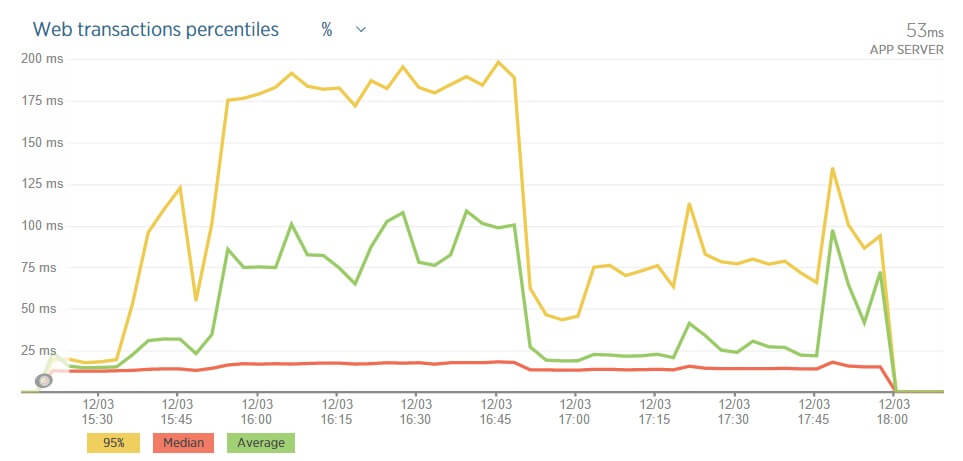 Web transactions percentiles % 53ms
APP SERVER
200 ms
175 ms
150 ms
125 ms
100 ms
75 ms
50 ms
25 ms
12/03 12/03 12/03 12/03 12/03 12/03 12/03 12/03 12/03 12/03 12/03
15:30 15:45 16:00 16:15 16:30 16:45 17:00 17:15 17:30 17:45 18:00
95% Median Average